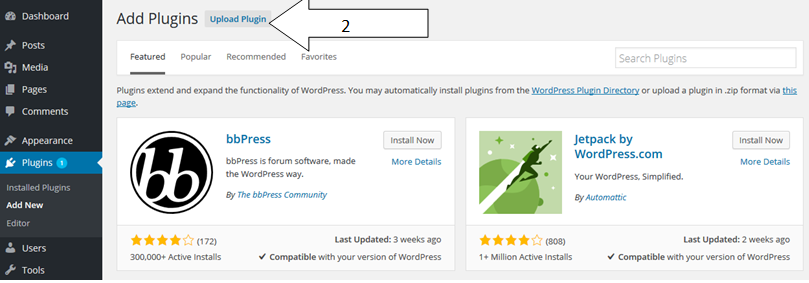 Dashboard
Posts
Media
Pages
Comments
Appearance
Plugins 1
Installed Plugins
Add New
Editor
Users
Tools
Add Plugins Upload Plugin
2
Featured Popular Recommended Favorites Search Plugins
Plugins extend and expand the functionality of WordPress. You may automatically install plugins from the WordPress Plugin Directory or upload a plugin in .zip format via this
page.
bb
bbPress
Install Now
bbPress is forum software, made
the WordPress way.
More Details
By The bbPress Community
(172)
Last Updated: 3 weeks ago
300,000+ Active Installs
Compatible with your version of WordPress
Jetpack by
WordPress.com
Install Now
More Details
Your WordPress, Simplified.
By Automattic
(808)
Last Updated: 2 weeks ago
1+ Million Active Installs
Compatible with your version of WordPress